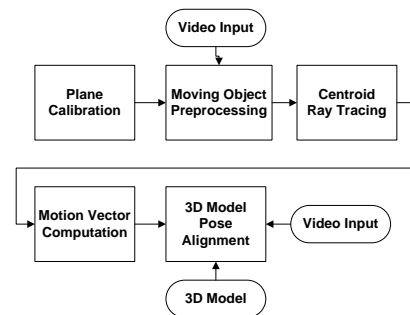 Video Input
Plane
Calibration
Moving Object
Preprocessing
Centroid
Ray Tracing
Motion Vector
Computation
3D Model
Pose
Alignment
Video Input
3D Model